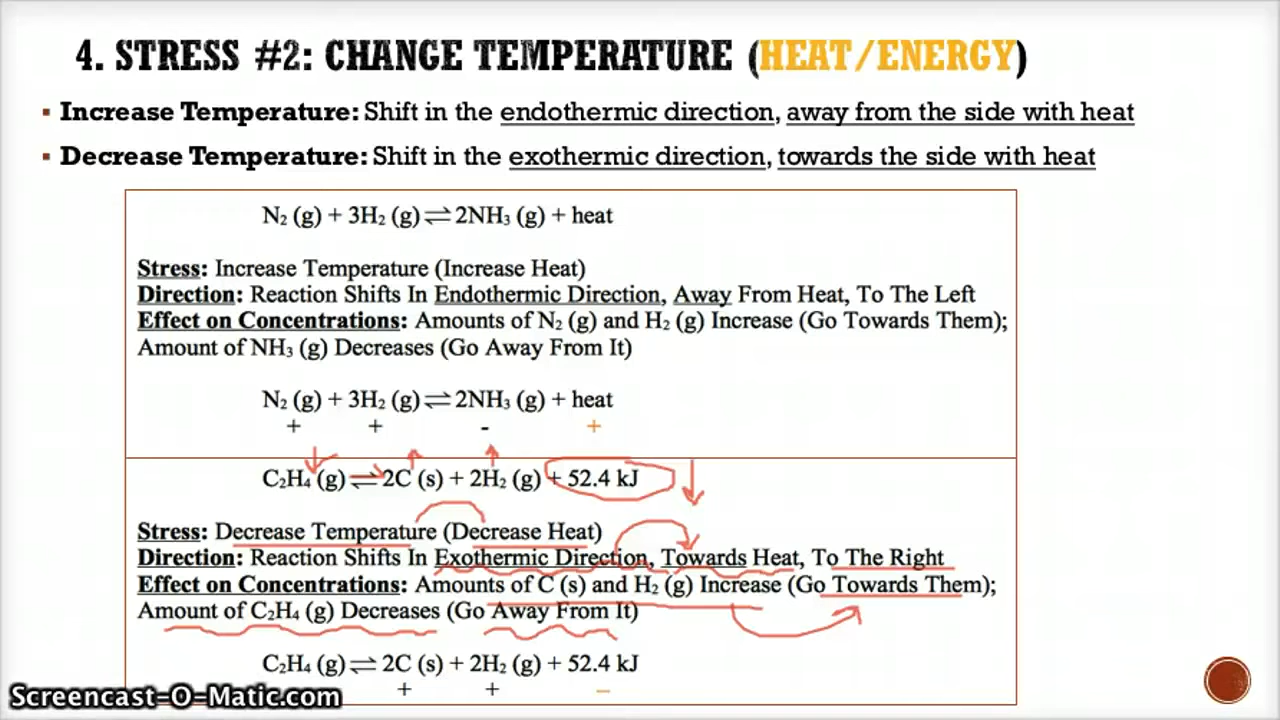 4. STRESS #2: CHANGE TEMPERATURE (HEAT/ENERGY)
▪ Increase Temperature: Shift in the endothermic direction, away from the side with heat
▪ Decrease Temperature: Shift in the exothermic direction, towards the side with heat
N₂ (g) + 3H₂ (g) ⇌ 2NH₃ (g) + heat
Stress: Increase Temperature (Increase Heat)
Direction: Reaction Shifts In Endothermic Direction, Away From Heat, To The Left
Effect on Concentrations: Amounts of N₂ (g) and H₂ (g) Increase (Go Towards Them);
Amount of NH₃ (g) Decreases (Go Away From It)
N₂ (g) + 3H₂ (g) ⇌ 2NH₃ (g) + heat
+ + - +
C₂H₄ (g) ⇌ 2C (s) + 2H₂ (g) + 52.4 kJ
Stress: Decrease Temperature (Decrease Heat)
Direction: Reaction Shifts In Exothermic Direction, Towards Heat, To The Right
Effect on Concentrations: Amounts of C (s) and H₂ (g) Increase (Go Towards Them);
Amount of C₂H₄ (g) Decreases (Go Away From It)
C₂H₄ (g) ⇌ 2C (s) + 2H₂ (g) + 52.4 kJ
+ + –
Screencast-O-Matic.com